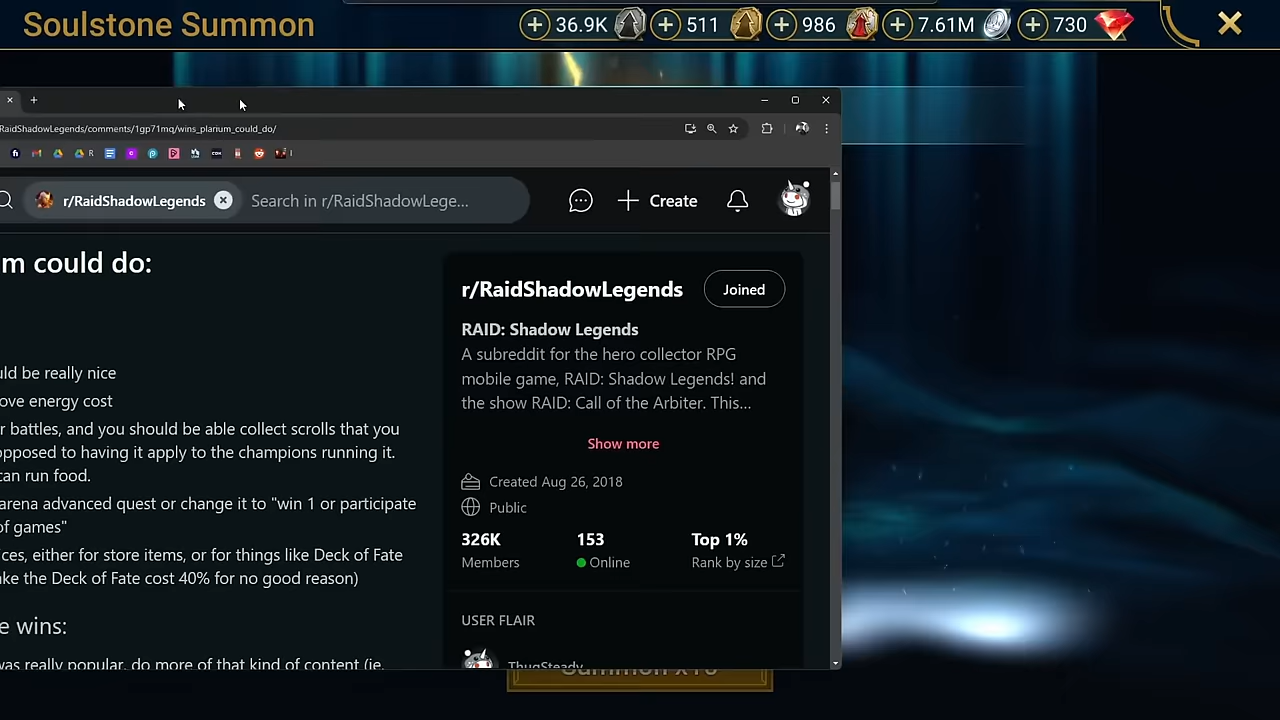 Soulstone Summon
36.9K 511 986 7.61M 730
RaidShadowLegends/comments/1gp71mq/wins_plarium_could_do/
r/RaidShadowLegends
Search in r/RaidShadowLege...
Create
m could do:
uld be really nice
ove energy cost
r battles, and you should be able collect scrolls that you
opposed to having it apply to the champions running it.
can run food.
arena advanced quest or change it to "win 1 or participate
of games"
ices, either for store items, or for things like Deck of Fate
ake the Deck of Fate cost 40% for no good reason)
e wins:
was really popular, do more of that kind of content (ie.
r/RaidShadowLegends
Joined
RAID: Shadow Legends
A subreddit for the hero collector RPG
mobile game, RAID: Shadow Legends! and
the show RAID: Call of the Arbiter. This...
Show more
Created Aug 26, 2018
Public
326K 153 Top 1%
Members Online Rank by size
USER FLAIR
ThugSteady
Summon x10